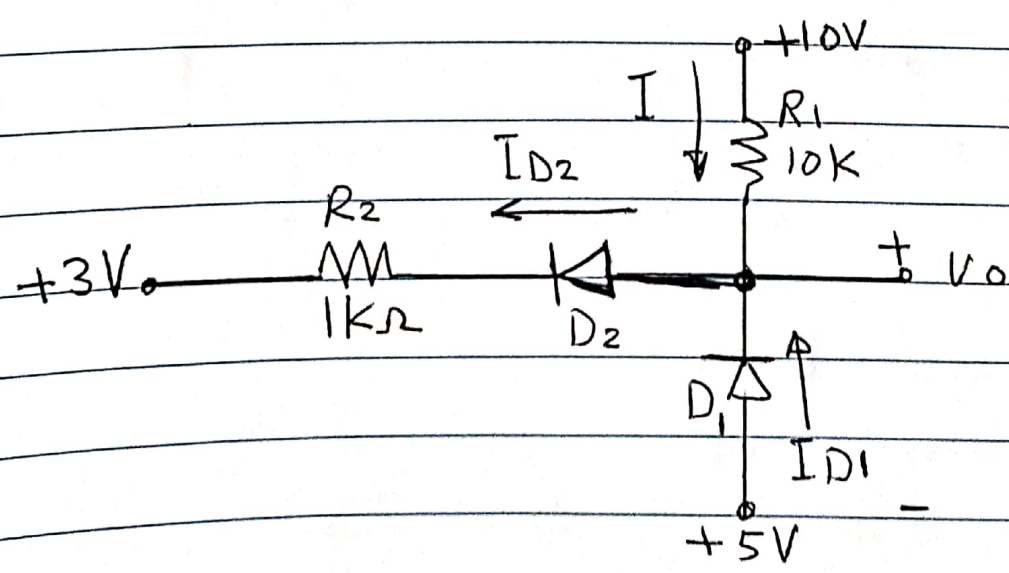 +10V
I
R1
10K
ID2
R2
+3V
1KΩ
D2
+
Vo
D1
ID1
+5V
-